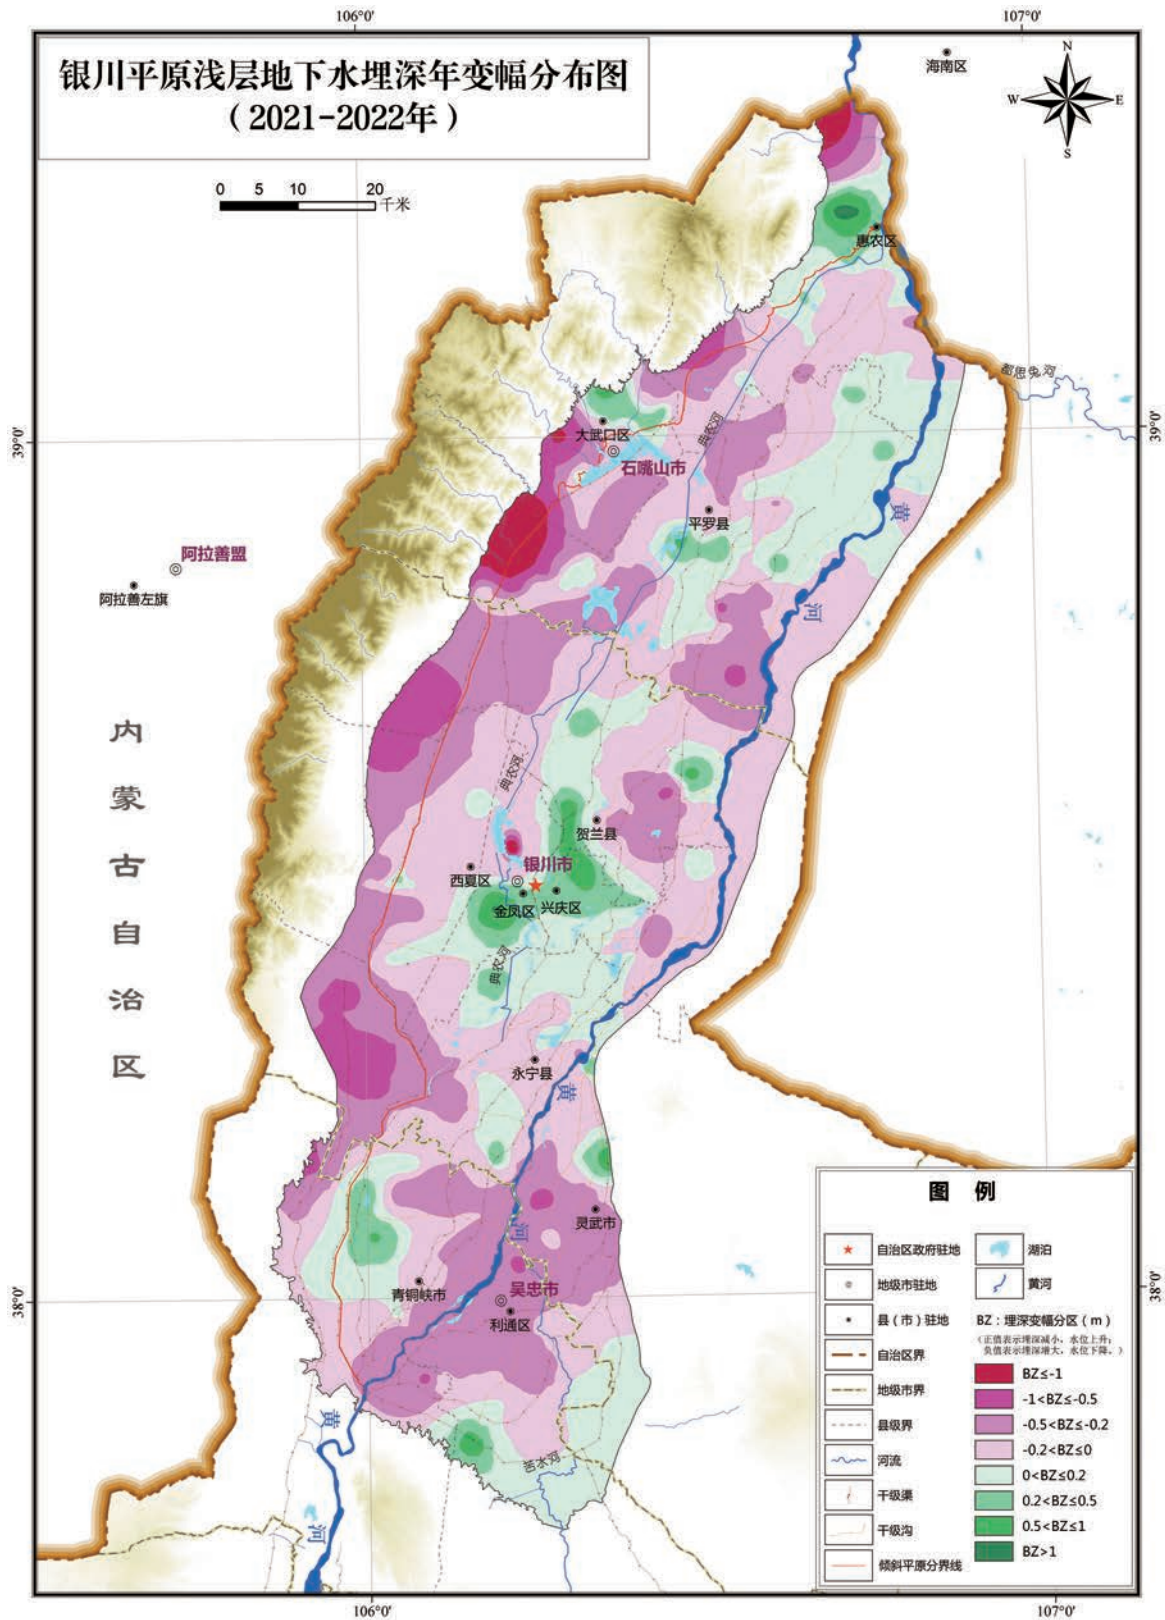 106°0'
107°0'
银川平原浅层地下水埋深年变幅分布图
（2021-2022年）
海南区
N
W
E
S
0 5 10 20
千米
惠农区
都思兔河
39°0'
39°0'
大武口区
石嘴山市
典农河
平罗县
黄
河
阿拉善盟
阿拉善左旗
内
蒙
古
自
治
区
典农河
贺兰县
银川市
西夏区
金凤区
兴庆区
典农河
永宁县
黄
河
灵武市
吴忠市
青铜峡市
利通区
38°0'
38°0'
苦水河
黄
河
图 例
自治区政府驻地
湖泊
地级市驻地
黄河
县（市）驻地
BZ：埋深变幅分区（m）
（正值表示埋深减小，水位上升；
负值表示埋深增大，水位下降。）
自治区界
地级市界
县级界
河流
干级渠
干级沟
倾斜平原分界线
BZ≤-1
-1<BZ≤-0.5
-0.5<BZ≤-0.2
-0.2<BZ≤0
0<BZ≤0.2
0.2<BZ≤0.5
0.5<BZ≤1
BZ>1
106°0'
107°0'